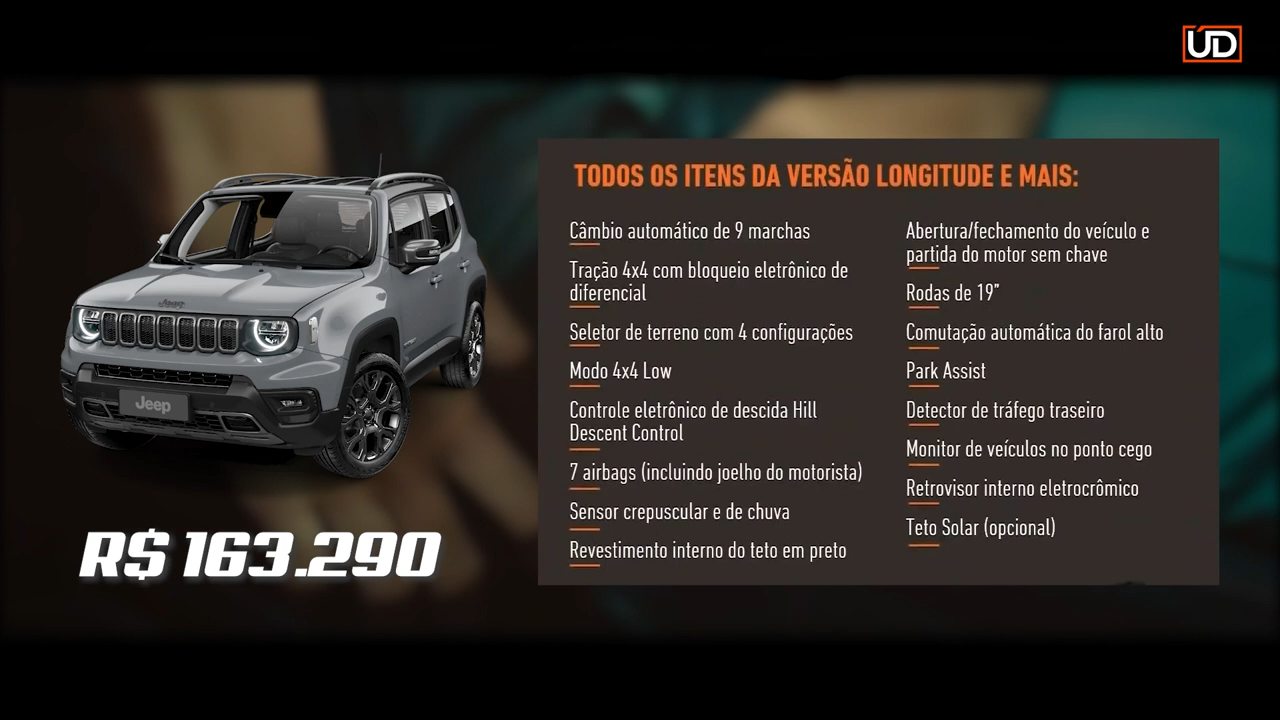 ÚD
TODOS OS ITENS DA VERSÃO LONGITUDE E MAIS:
Câmbio automático de 9 marchas
Tração 4x4 com bloqueio eletrônico de
diferencial
Seletor de terreno com 4 configurações
Modo 4x4 Low
Controle eletrônico de descida Hill
Descent Control
7 airbags (incluindo joelho do motorista)
Sensor crepuscular e de chuva
Revestimento interno do teto em preto
Abertura/fechamento do veículo e
partida do motor sem chave
Rodas de 19”
Comutação automática do farol alto
Park Assist
Detector de tráfego traseiro
Monitor de veículos no ponto cego
Retrovisor interno eletrocrômico
Teto Solar (opcional)
Jeep
Jeep
R$ 163.290